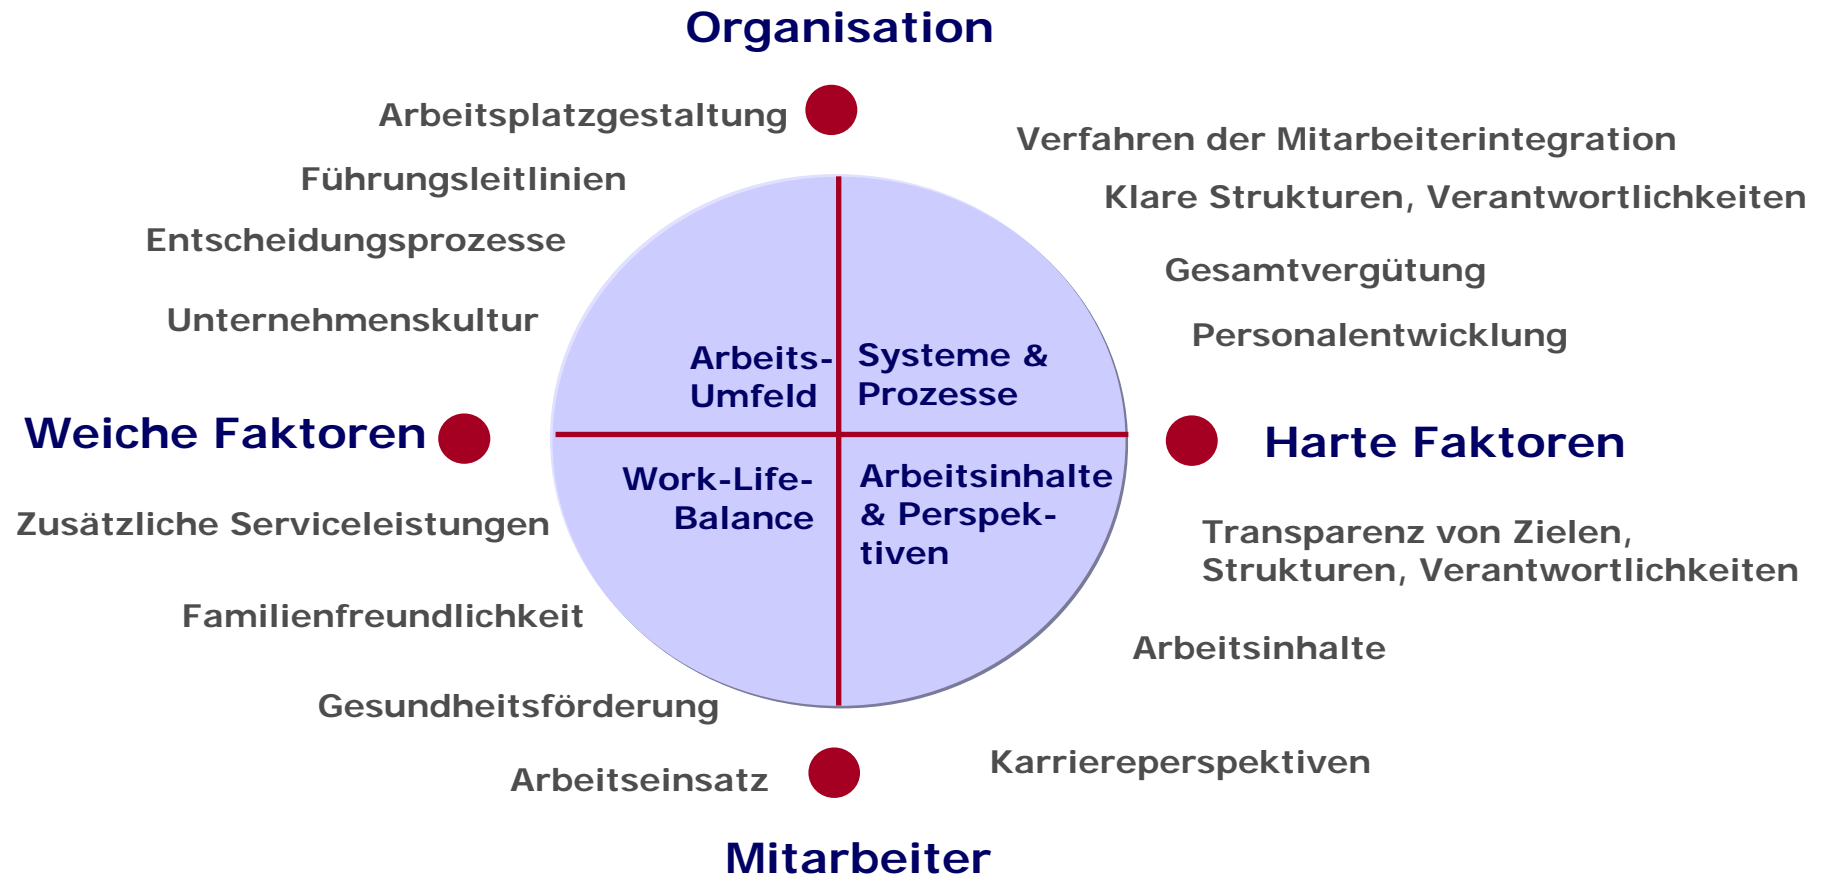 Organisation
Arbeitsplatzgestaltung
Führungsleitlinien
Entscheidungsprozesse
Unternehmenskultur
Verfahren der Mitarbeiterintegration
Klare Strukturen, Verantwortlichkeiten
Gesamtvergütung
Personalentwicklung
Arbeits-
Umfeld
Systeme &
Prozesse
Weiche Faktoren
Harte Faktoren
Work-Life-
Balance
Arbeitsinhalte
& Perspek-
tiven
Zusätzliche Serviceleistungen
Familienfreundlichkeit
Gesundheitsförderung
Arbeitseinsatz
Transparenz von Zielen,
Strukturen, Verantwortlichkeiten
Arbeitsinhalte
Karriereperspektiven
Mitarbeiter